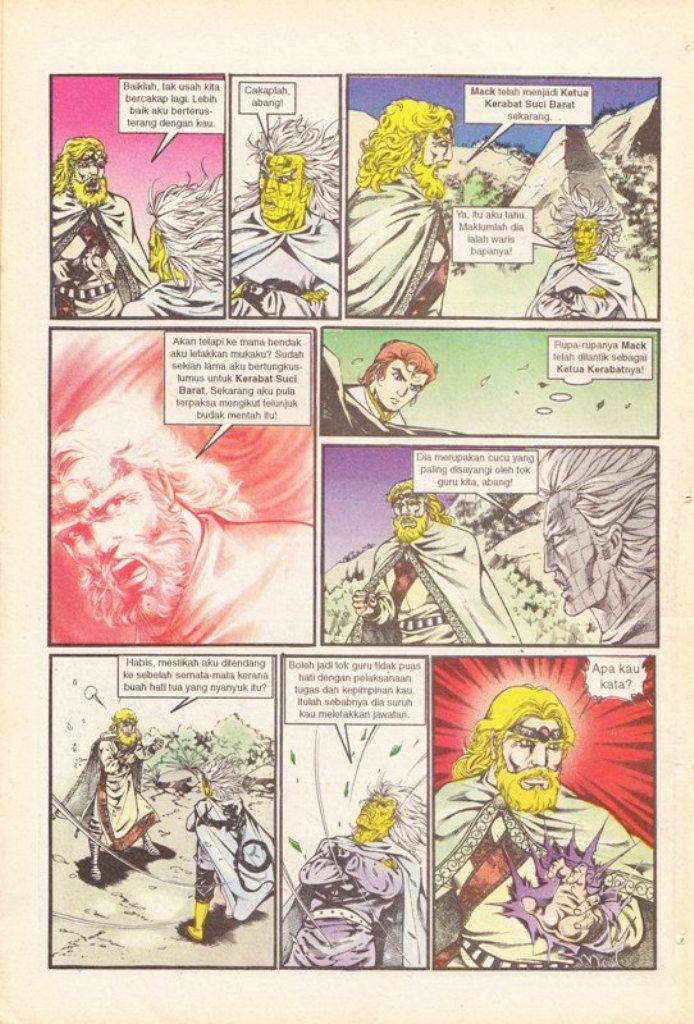 Baiklah, tak usah kita
bercakap lagi. Lebih
baik aku berterus-
terang dengan kau.
Cakaplah,
abang!
Mack telah menjadi Ketua
Kerabat Suci Barat
sekarang.
Ya, itu aku tahu.
Maklumlah dia
ialah waris
bapanya!
Akan tetapi ke mana hendak
aku letakkan mukaku? Sudah
sekian lama aku bertungkus-
lumus untuk Kerabat Suci
Barat. Sekarang aku pula
terpaksa mengikut telunjuk
budak mentah itu!
Rupa-rupanya Mack
telah dilantik sebagai
Ketua Kerabatnya!
Dia merupakan cucu yang
paling disayangi oleh tok
guru kita, abang!
Habis, mestikah aku ditendang
ke sebelah semata-mata kerana
buah hati tua yang nyanyuk itu?
Boleh jadi tok guru tidak puas
hati dengan pelaksanaan
tugas dan kepimpinan kau.
Itulah sebabnya dia suruh
kau meletakkan jawatan.
Apa kau
kata?